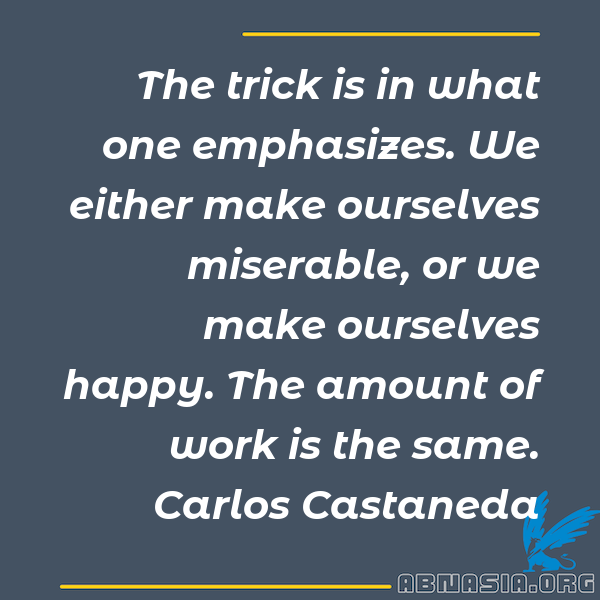 The trick is in what
one emphasizes. We
either make ourselves
miserable, or we
make ourselves
happy. The amount of
work is the same.
Carlos Castaneda
ABNASIA.ORG